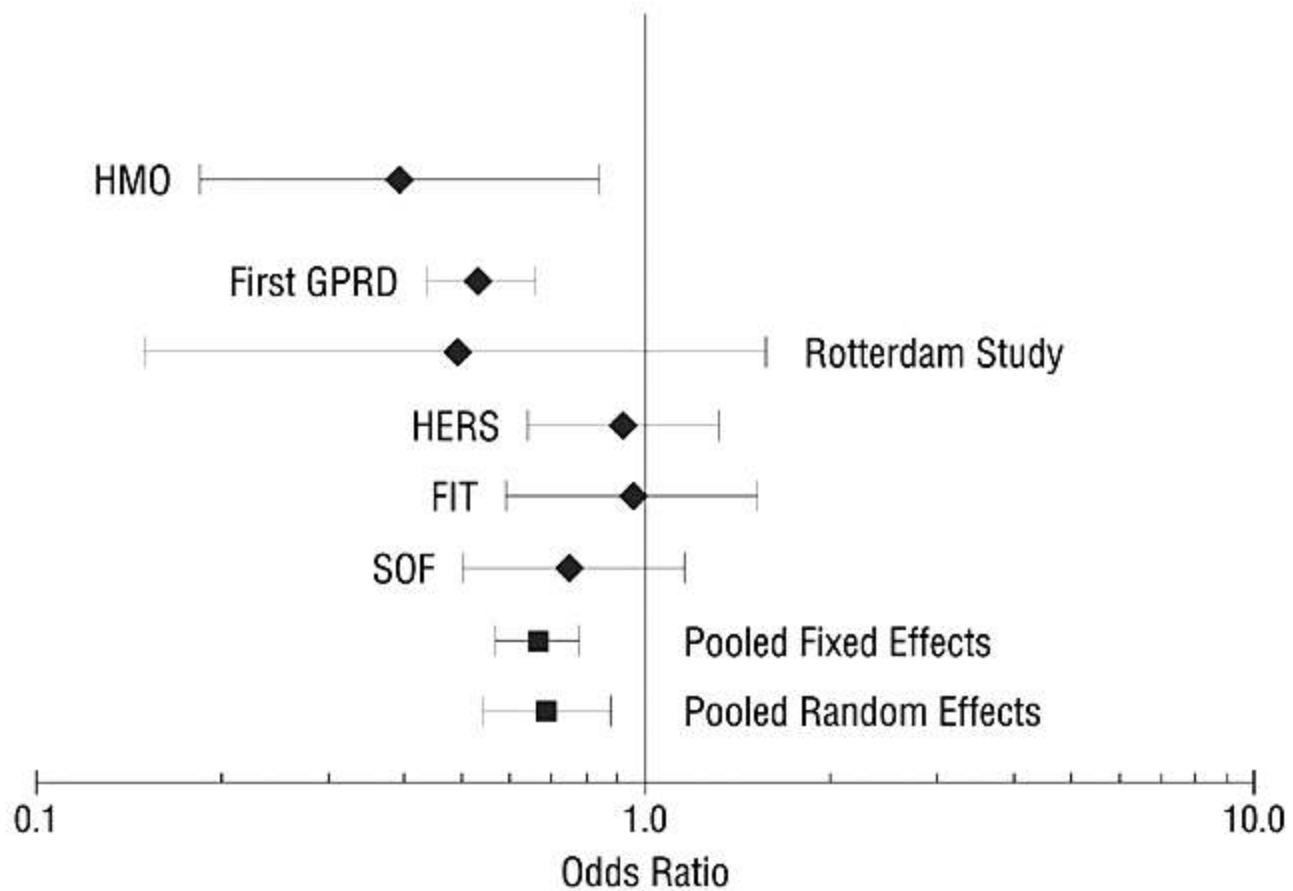 HMO
First GPRD
Rotterdam Study
HERS
FIT
SOF
Pooled Fixed Effects
Pooled Random Effects
0.1 1.0 10.0
Odds Ratio